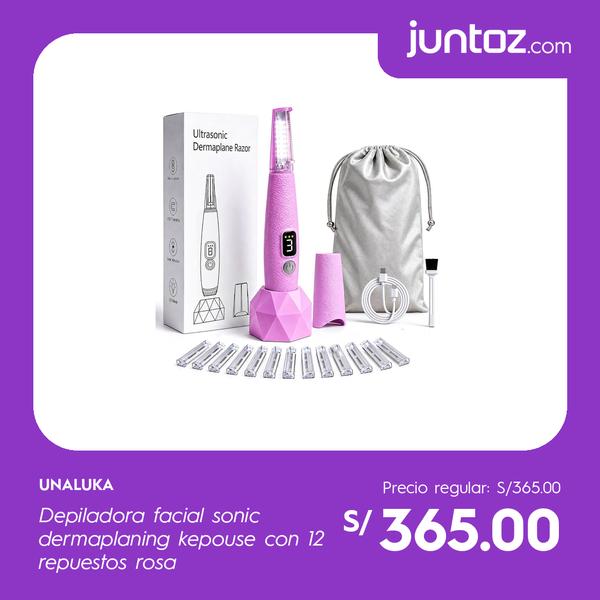 juntoz.com
Ultrasonic
Dermaplane Razor
UNALUKA
Depiladora facial sonic
dermaplaning kepouse con 12
repuestos rosa
Precio regular: S/365.00
S/ 365.00